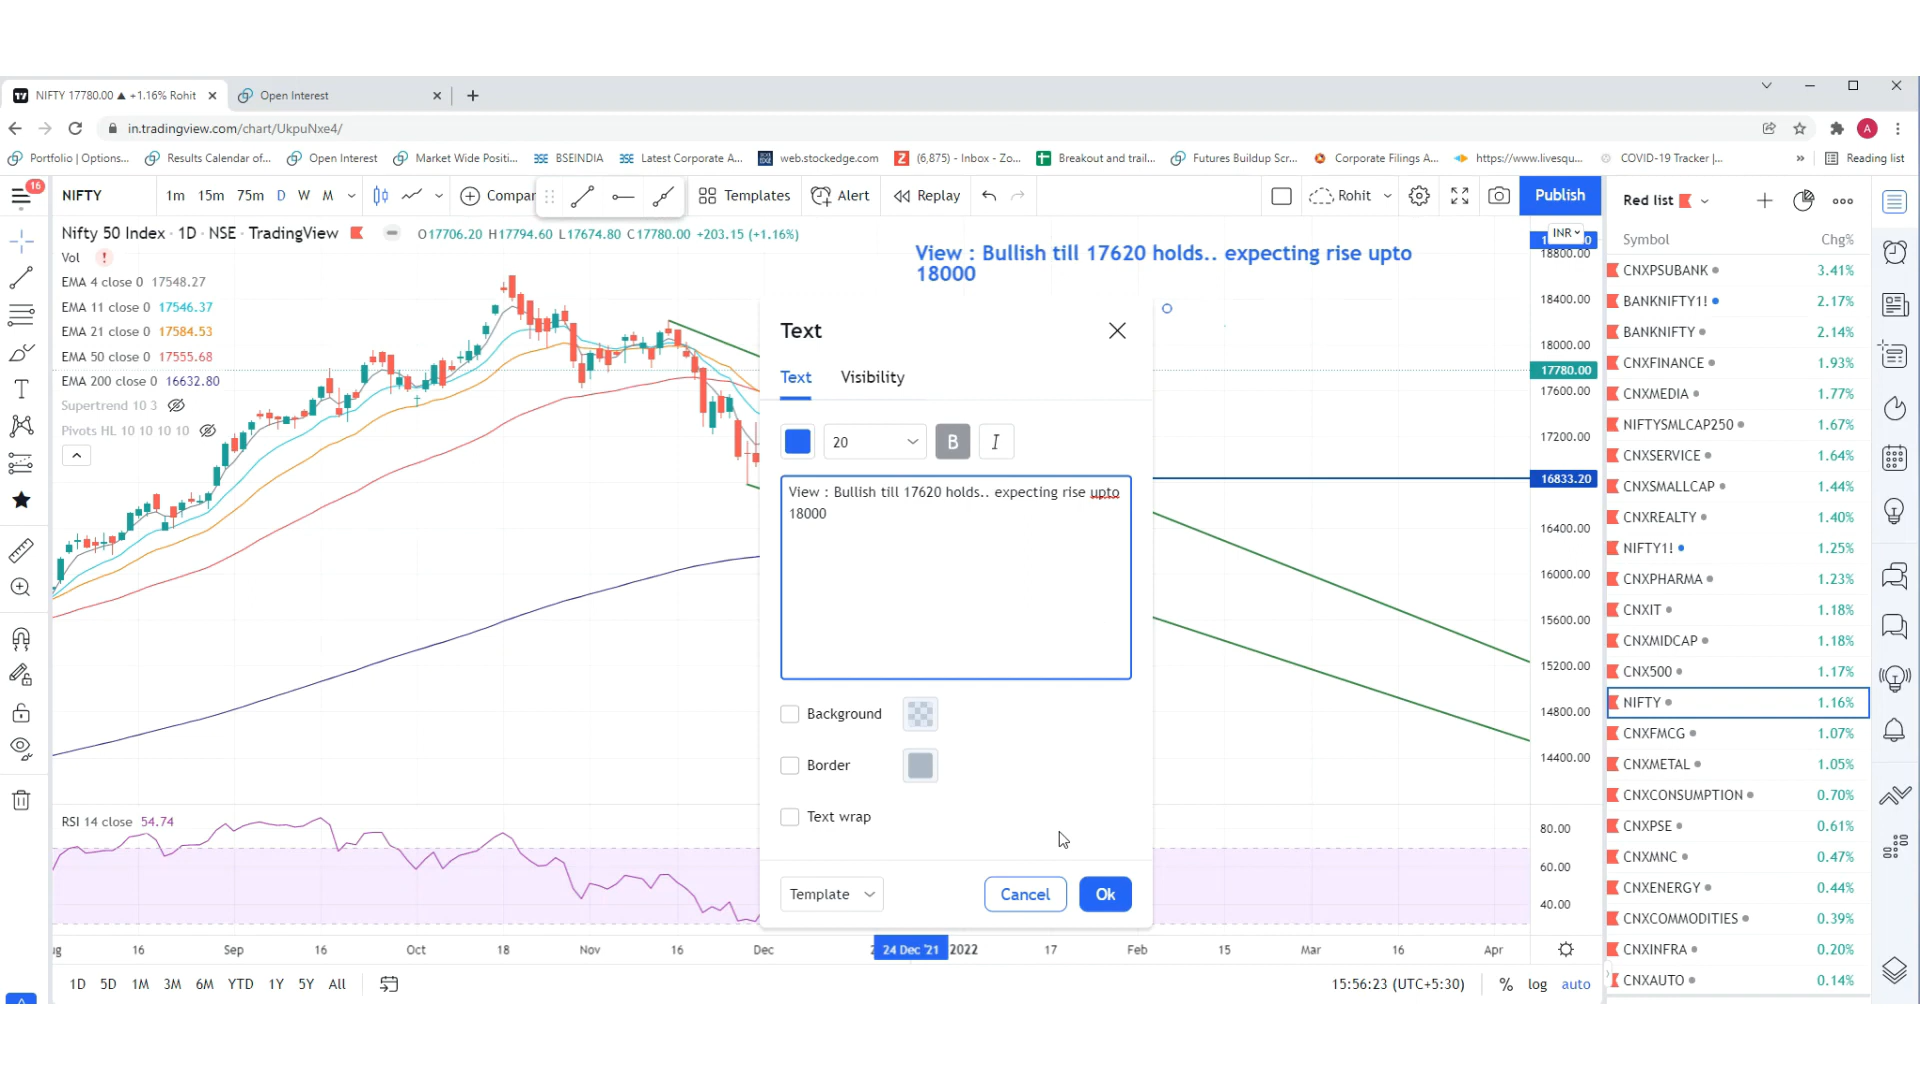 NIFTY 17780.00 ▲ +1.16% Rohit
Open Interest
in.tradingview.com/chart/UkpuNxe4/
Portfolio | Options...
Results Calendar of...
Open Interest
Market Wide Positi...
BSEINDIA
Latest Corporate A...
web.stockedge.com
(6,875) - Inbox - Zo...
Breakout and trail...
Futures Buildup Scr...
Corporate Filings A...
https://www.livesqu...
COVID-19 Tracker |...
»
Reading list
16
NIFTY
1m 15m 75m D W M
Compar
Templates
Alert
Replay
Rohit
Publish
Red list
Nifty 50 Index · 1D · NSE · TradingView
O17706.20 H17794.60 L17674.80 C17780.00 +203.15 (+1.16%)
INR
Symbol Chg%
Vol
View : Bullish till 17620 holds.. expecting rise upto
18000
EMA 4 close 0 17548.27
EMA 11 close 0 17546.37
EMA 21 close 0 17584.53
EMA 50 close 0 17555.68
EMA 200 close 0 16632.80
Supertrend 10 3
Pivots HL 10 10 10 10
Text
Text Visibility
20
B
I
View : Bullish till 17620 holds.. expecting rise upto
18000
Background
Border
Text wrap
Template
Cancel
Ok
18800.00
18400.00
18000.00
17780.00
17600.00
17200.00
16833.20
16400.00
16000.00
15600.00
15200.00
14800.00
14400.00
CNXPSUBANK 3.41%
BANKNIFTY1! 2.17%
BANKNIFTY 2.14%
CNXFINANCE 1.93%
CNXMEDIA 1.77%
NIFTYSMLCAP250 1.67%
CNXSERVICE 1.64%
CNXSMALLCAP 1.44%
CNXREALTY 1.40%
NIFTY1! 1.25%
CNXPHARMA 1.23%
CNXIT 1.18%
CNXMIDCAP 1.18%
CNX500 1.17%
NIFTY 1.16%
CNXFMCG 1.07%
CNXMETAL 1.05%
CNXCONSUMPTION 0.70%
CNXPSE 0.61%
CNXMNC 0.47%
CNXENERGY 0.44%
CNXCOMMODITIES 0.39%
CNXINFRA 0.20%
CNXAUTO 0.14%
RSI 14 close 54.74
80.00
60.00
40.00
ug 16 Sep 16 Oct 18 Nov 16 Dec 24 Dec '21 2022 17 Feb 15 Mar 16 Apr
1D 5D 1M 3M 6M YTD 1Y 5Y All
15:56:23 (UTC+5:30) % log auto